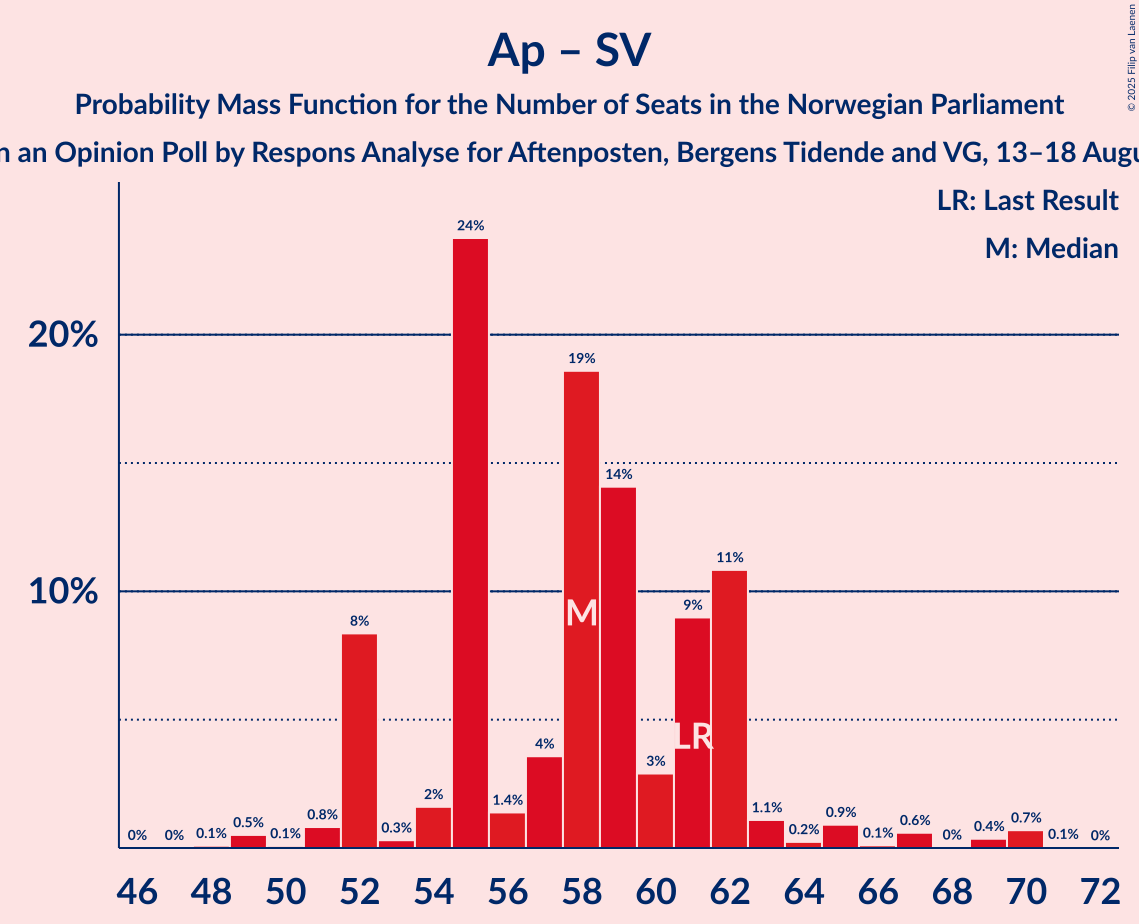 Ap – SV
Probability Mass Function for the Number of Seats in the Norwegian Parliament
an Opinion Poll by Respons Analyse for Aftenposten, Bergens Tidende and VG, 13–18
© 2025 Filip van Laenen
LR: Last Result
M: Median
24%
20%
19%
14%
11%
10%
9%
8%
M
LR
4%
3%
2%
1.4%
1.1%
0.9%
0.8%
0.7%
0.6%
0.5%
0.4%
0.3%
0.2%
0% 0% 0.1% 0.1% 0.1% 0% 0.1% 0%
46 48 50 52 54 56 58 60 62 64 66 68 70 72